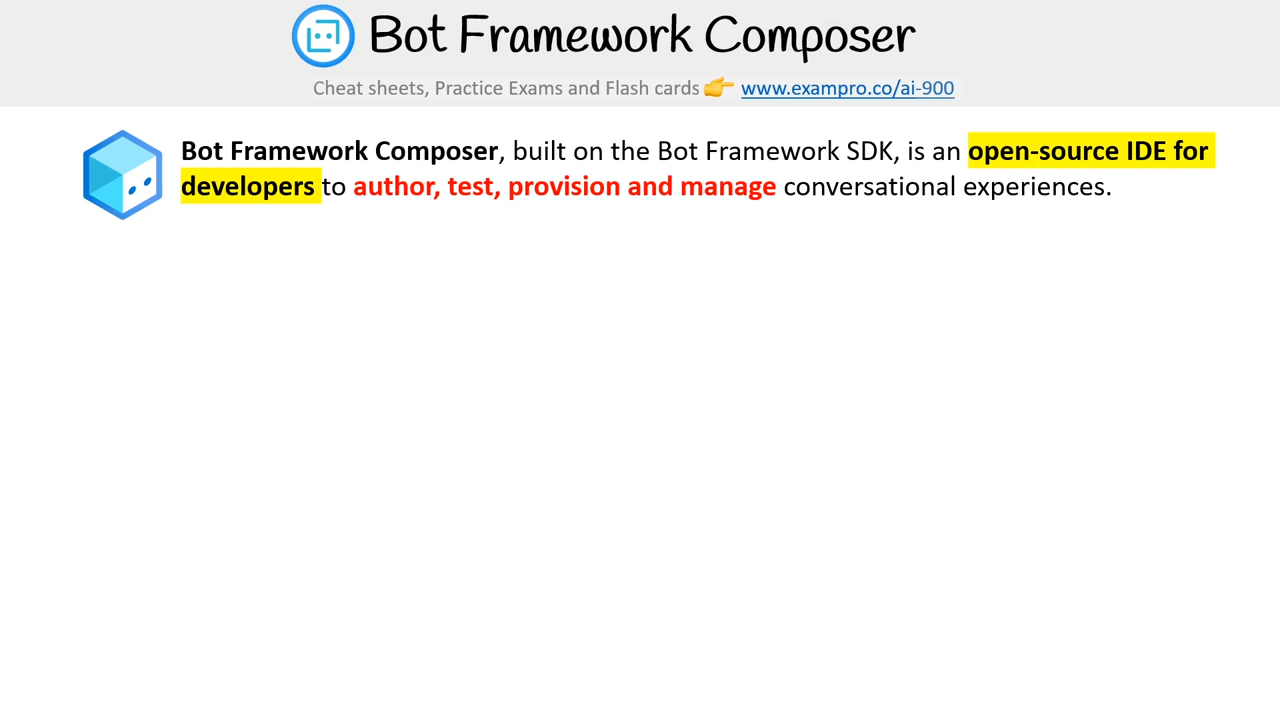 Bot Framework Composer
Cheat sheets, Practice Exams and Flash cards 👉 www.exampro.co/ai-900
Bot Framework Composer, built on the Bot Framework SDK, is an open-source IDE for
developers to author, test, provision and manage conversational experiences.